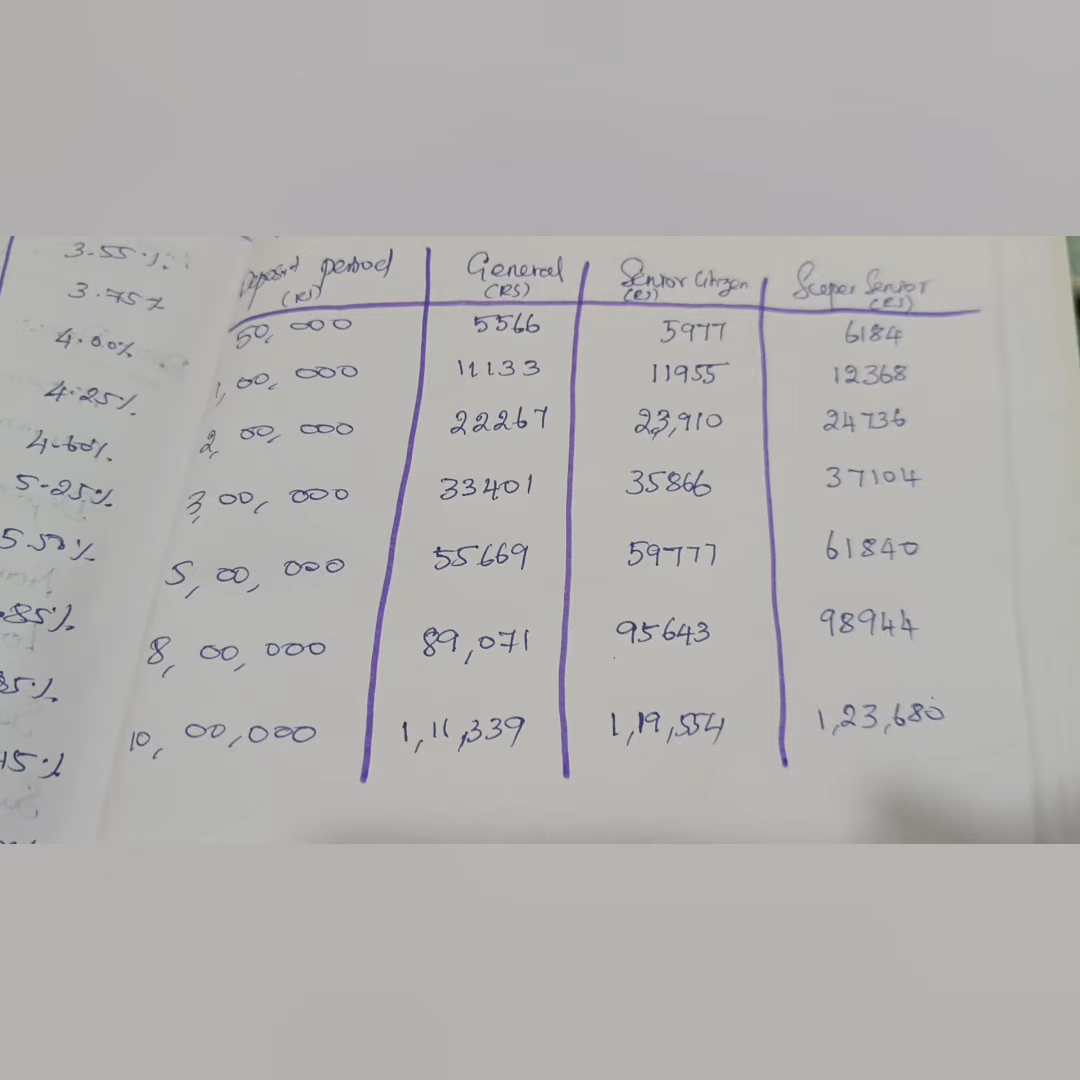 3.55%
3.75%
4.00%
4.25%
4.60%
5.25%
5.50%
.85%
85%
15%
Deposit period General Senior Citizen Super Senior
(RS) (RS) (RS) (RS)
50,000 5566 5977 6184
1,00,000 11133 11955 12368
2,00,000 22267 23,910 24736
3,00,000 33401 35866 37104
5,00,000 55669 59777 61840
8,00,000 89,071 95643 98944
10,00,000 1,11,339 1,19,554 1,23,680